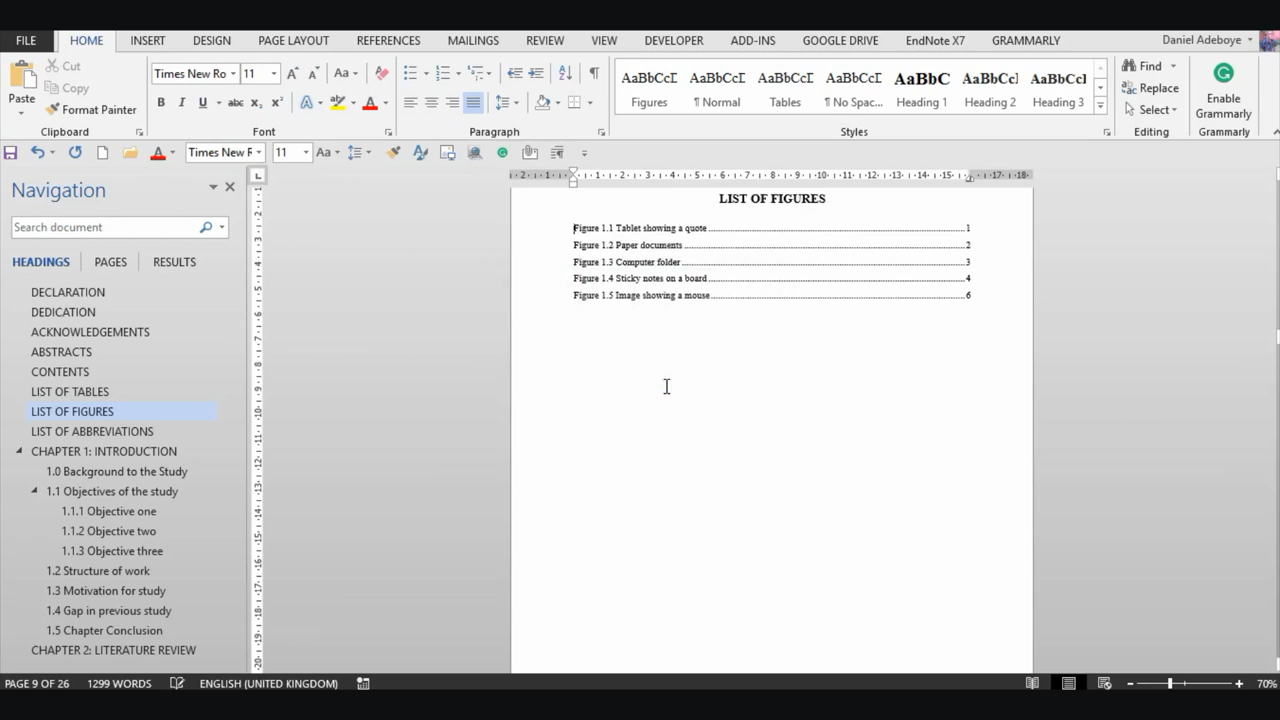 FILE HOME INSERT DESIGN PAGE LAYOUT REFERENCES MAILINGS REVIEW VIEW DEVELOPER ADD-INS GOOGLE DRIVE EndNote X7 GRAMMARLY Daniel Adeboye
Paste
Cut
Copy
Format Painter
Clipboard
Times New Ro 11
Font
Paragraph
AaBbCcD AaBbCcD AaBbCcD AaBbCcD AaBbC AaBbCcI AaBbCcI
Figures ¶ Normal Tables ¶ No Spac... Heading 1 Heading 2 Heading 3
Styles
Find
Replace
Select
Editing
Enable
Grammarly
Grammarly
Times New R 11
Navigation
Search document
HEADINGS PAGES RESULTS
DECLARATION
DEDICATION
ACKNOWLEDGEMENTS
ABSTRACTS
CONTENTS
LIST OF TABLES
LIST OF FIGURES
LIST OF ABBREVIATIONS
CHAPTER 1: INTRODUCTION
1.0 Background to the Study
1.1 Objectives of the study
1.1.1 Objective one
1.1.2 Objective two
1.1.3 Objective three
1.2 Structure of work
1.3 Motivation for study
1.4 Gap in previous study
1.5 Chapter Conclusion
CHAPTER 2: LITERATURE REVIEW
LIST OF FIGURES
Figure 1.1 Tablet showing a quote 1
Figure 1.2 Paper documents 2
Figure 1.3 Computer folder 3
Figure 1.4 Sticky notes on a board 4
Figure 1.5 Image showing a mouse 6
PAGE 9 OF 26 1299 WORDS ENGLISH (UNITED KINGDOM) 70%